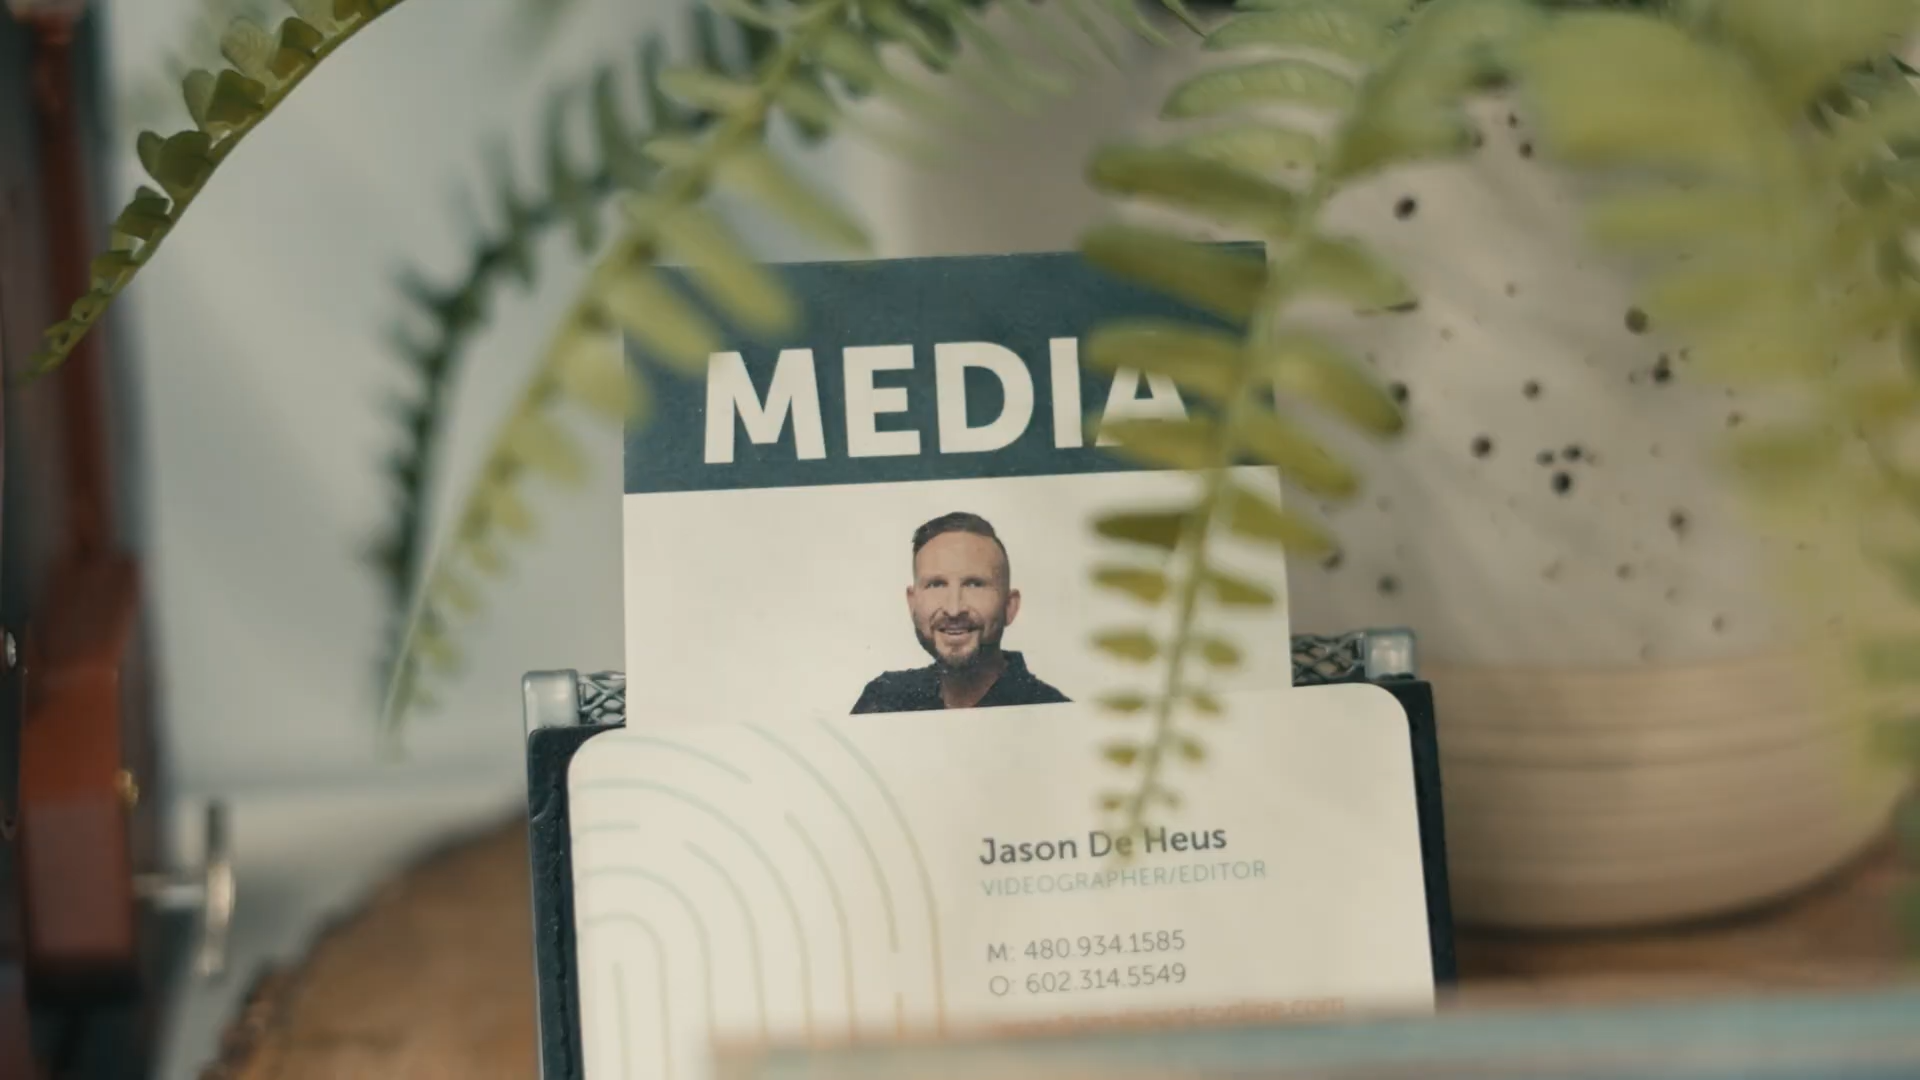 MEDIA
Jason De Heus
VIDEOGRAPHER/EDITOR
M: 480.934.1585
O: 602.314.5549